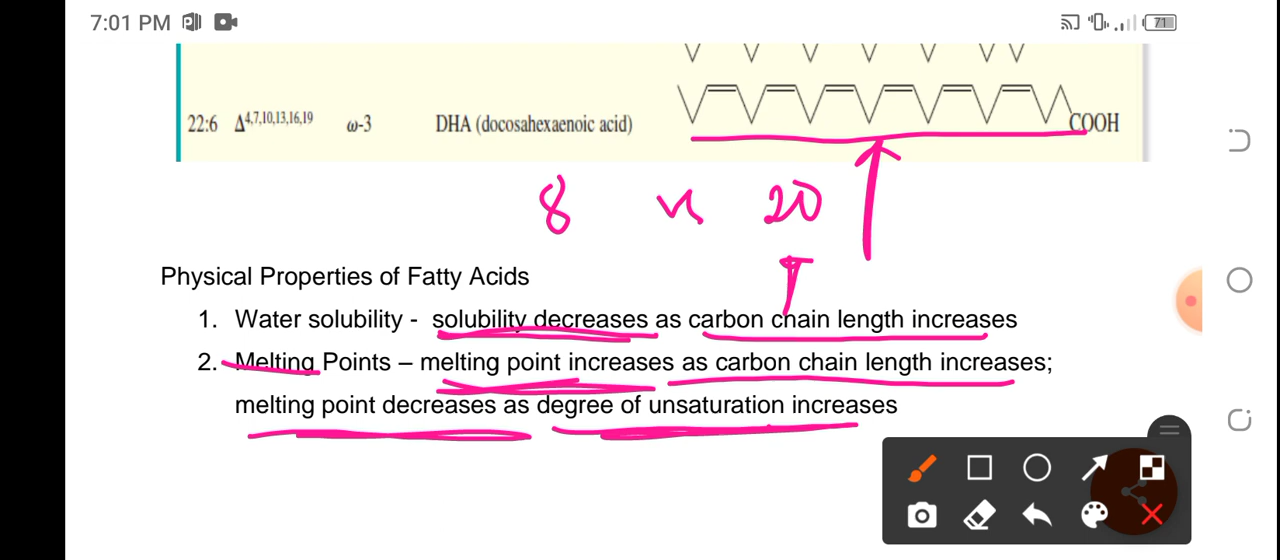 7:01 PM
71
22:6 Δ4,7,10,13,16,19 ω-3 DHA (docosahexaenoic acid) COOH
8 vs 20
Physical Properties of Fatty Acids
1. Water solubility - solubility decreases as carbon chain length increases
2. Melting Points – melting point increases as carbon chain length increases;
melting point decreases as degree of unsaturation increases